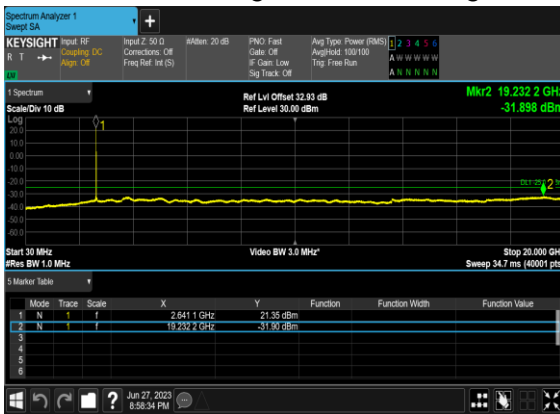 Spectrum Analyzer 1
Swept SA
KEYSIGHT Input: RF Input Z: 50 Ω #Atten: 20 dB PNO: Fast Avg Type: Power (RMS) 1 2 3 4 5 6
R T Coupling: DC Corrections: Off Gate: Off Avg|Hold: 100/100 A W W W W W
Align: Off Freq Ref: Int (S) IF Gain: Low Trig: Free Run
Sig Track: Off A N N N N N
LXI
1 Spectrum Ref Lvl Offset 32.93 dB Mkr2 19.232 2 GHz
Scale/Div 10 dB Ref Level 30.00 dBm -31.898 dBm
Log
20.0
10.0
0.00
-10.0
-20.0
-30.0
-40.0
-50.0
-60.0
1
2
Start 30 MHz Video BW 3.0 MHz* Stop 20.000 GH
#Res BW 1.0 MHz Sweep 34.7 ms (40001 pts
5 Marker Table
Mode Trace Scale X Y Function Function Width Function Value
1 N 1 f 2.641 1 GHz 21.35 dBm
2 N 1 f 19.232 2 GHz -31.90 dBm
3
4
5
6
? Jun 27, 2023
8:58:34 PM